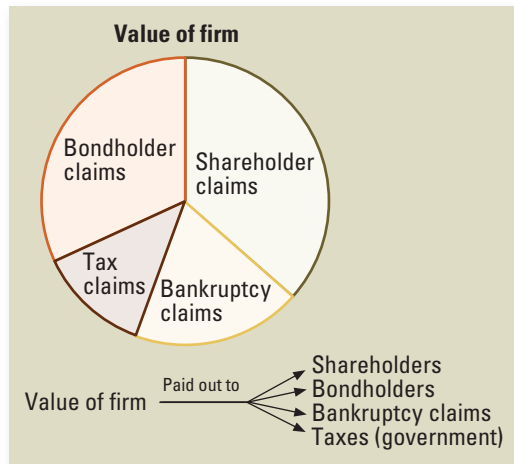 Value of firm
Bondholder
claims
Shareholder
claims
Tax
claims
Bankruptcy
claims
Value of firm
Paid out to
Shareholders
Bondholders
Bankruptcy claims
Taxes (government)